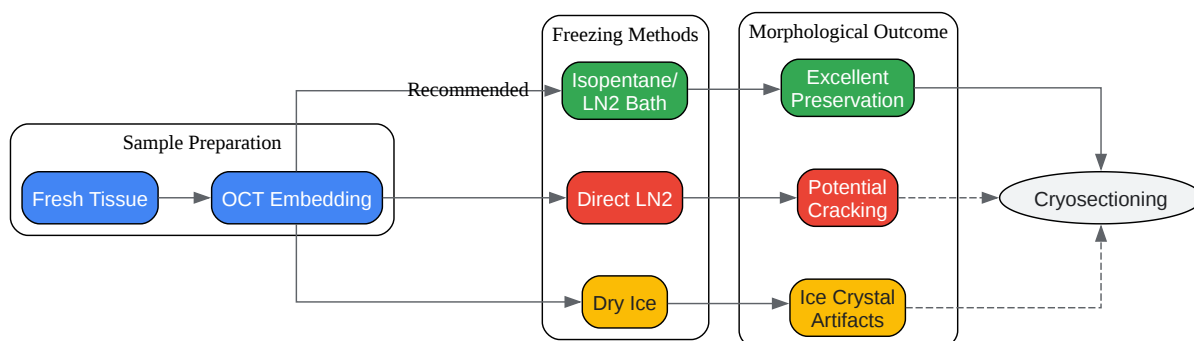 Freezing Methods
Morphological Outcome
Recommended
Isopentane/
LN2 Bath
Excellent
Preservation
Sample Preparation
Fresh Tissue
OCT Embedding
Direct LN2
Potential
Cracking
Cryosectioning
Dry Ice
Ice Crystal
Artifacts